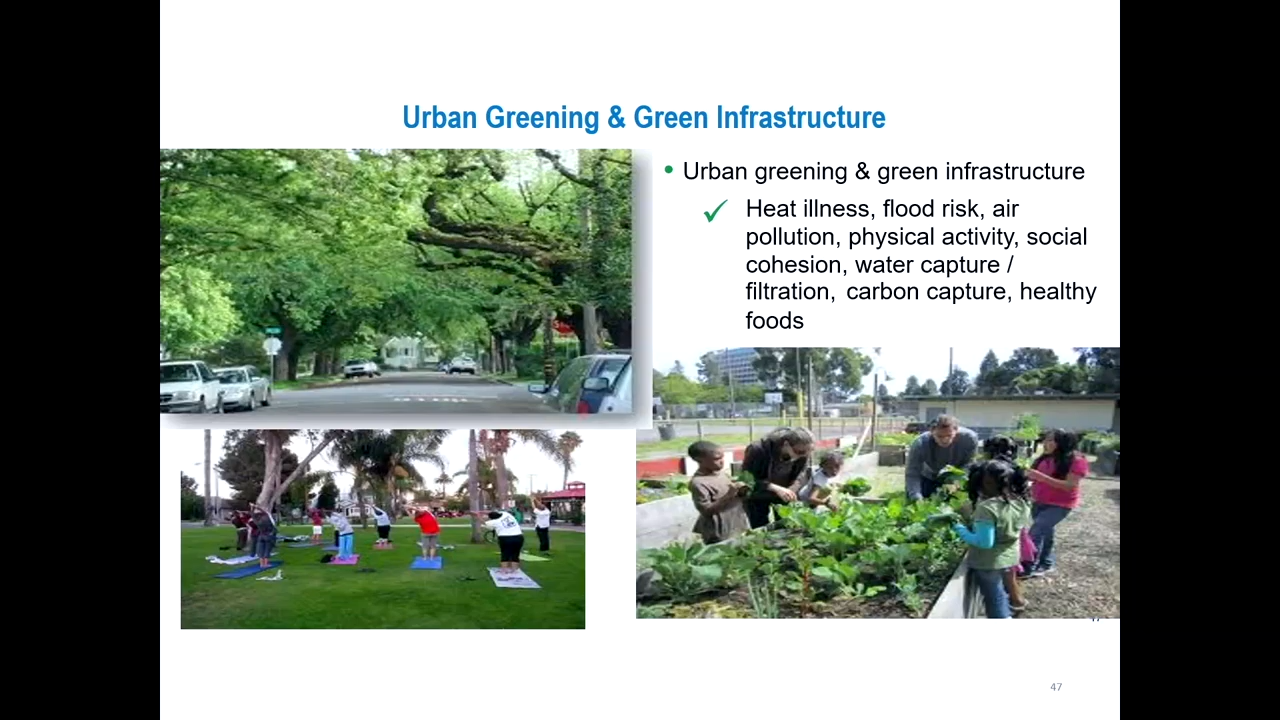 Urban Greening & Green Infrastructure
• Urban greening & green infrastructure
✓ Heat illness, flood risk, air
pollution, physical activity, social
cohesion, water capture /
filtration, carbon capture, healthy
foods
47